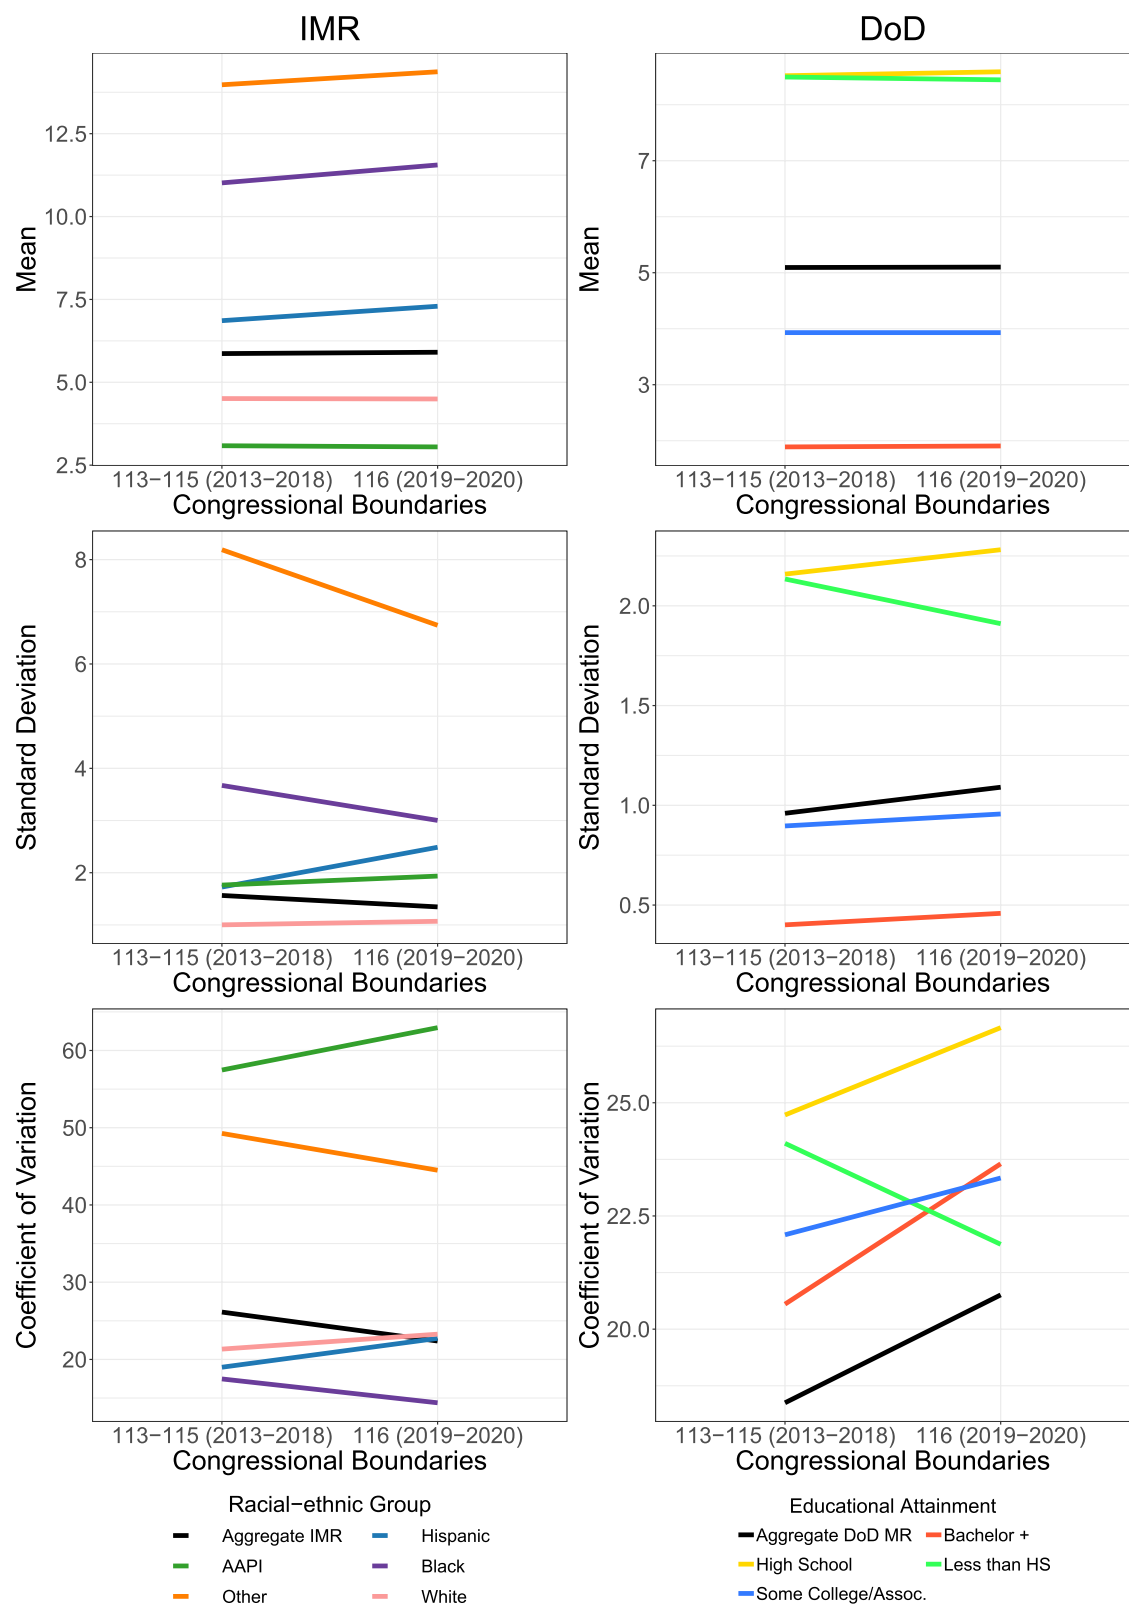 IMR
DoD
Mean
12.5
10.0
7.5
5.0
2.5
113−115 (2013−2018)
116 (2019−2020)
Congressional Boundaries
Mean
7
5
3
113−115 (2013−2018)
116 (2019−2020)
Congressional Boundaries
Standard Deviation
8
6
4
2
113−115 (2013−2018)
116 (2019−2020)
Congressional Boundaries
Standard Deviation
2.0
1.5
1.0
0.5
113−115 (2013−2018)
116 (2019−2020)
Congressional Boundaries
Coefficient of Variation
60
50
40
30
20
113−115 (2013−2018)
116 (2019−2020)
Congressional Boundaries
Coefficient of Variation
25.0
22.5
20.0
113−115 (2013−2018)
116 (2019−2020)
Congressional Boundaries
Racial−ethnic Group
Aggregate IMR
Hispanic
AAPI
Black
Other
White
Educational Attainment
Aggregate DoD MR
Bachelor +
High School
Less than HS
Some College/Assoc.